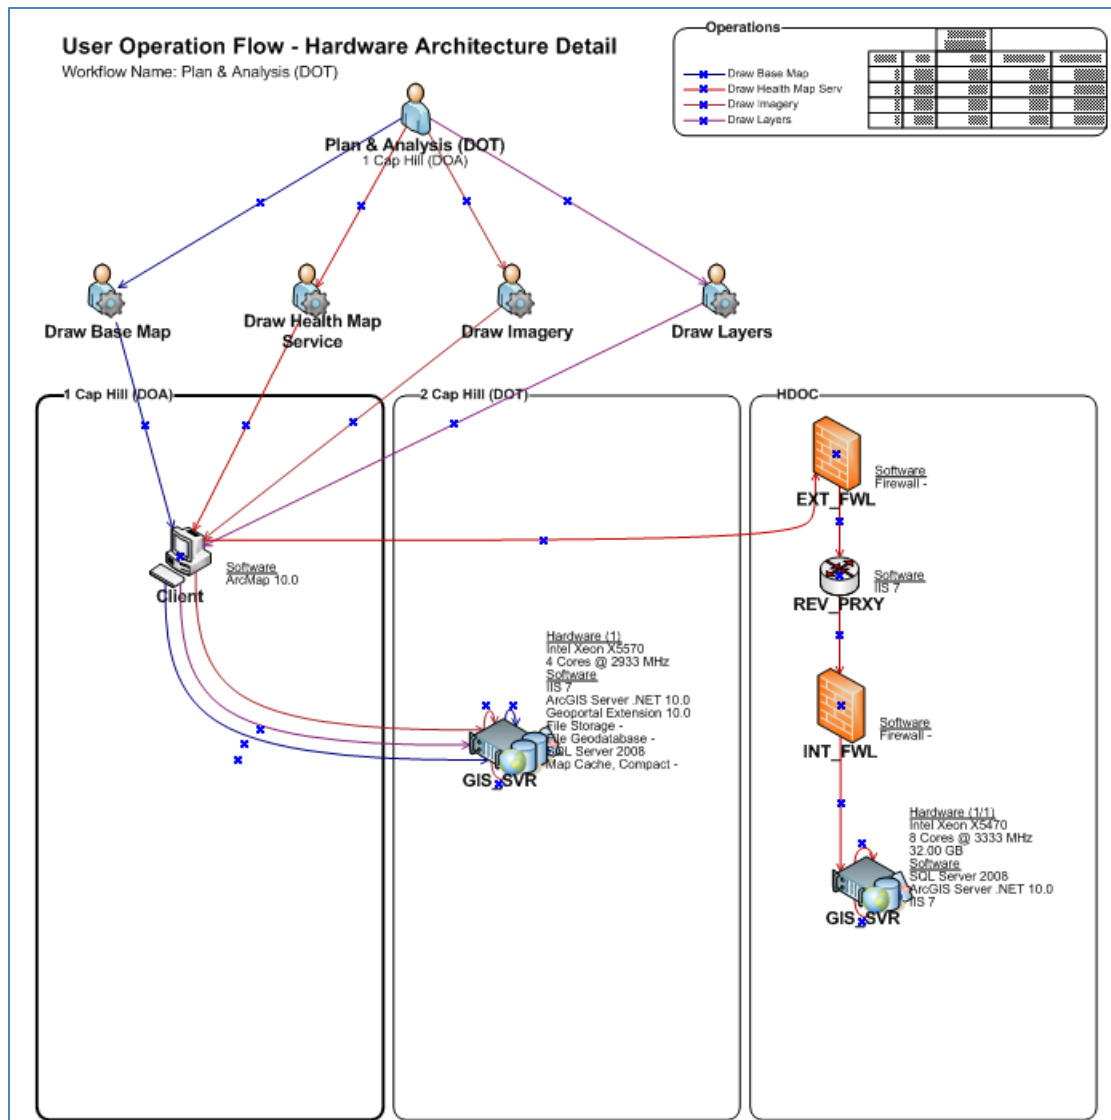 User Operation Flow - Hardware Architecture Detail
Workflow Name: Plan & Analysis (DOT)
Operations
Draw Base Map
Draw Health Map Serv
Draw Imagery
Draw Layers
Plan & Analysis (DOT)
1 Cap Hill (DOA)
Draw Base Map
Draw Health Map
Service
Draw Imagery
Draw Layers
1 Cap Hill (DOA)
Client
Software
ArcMap 10.0
2 Cap Hill (DOT)
Hardware (1)
Intel Xeon X5570
4 Cores @ 2933 MHz
Software
IIS 7
ArcGIS Server .NET 10.0
Geoportal Extension 10.0
File Storage -
File Geodatabase -
SQL Server 2008
Map Cache, Compact -
GIS_SVR
HDOC
Software
Firewall -
EXT_FWL
Software
IIS 7
REV_PRXY
Software
Firewall -
INT_FWL
Hardware (1/1)
Intel Xeon X5470
8 Cores @ 3333 MHz
32.00 GB
Software
SQL Server 2008
ArcGIS Server .NET 10.0
IIS 7
GIS_SVR